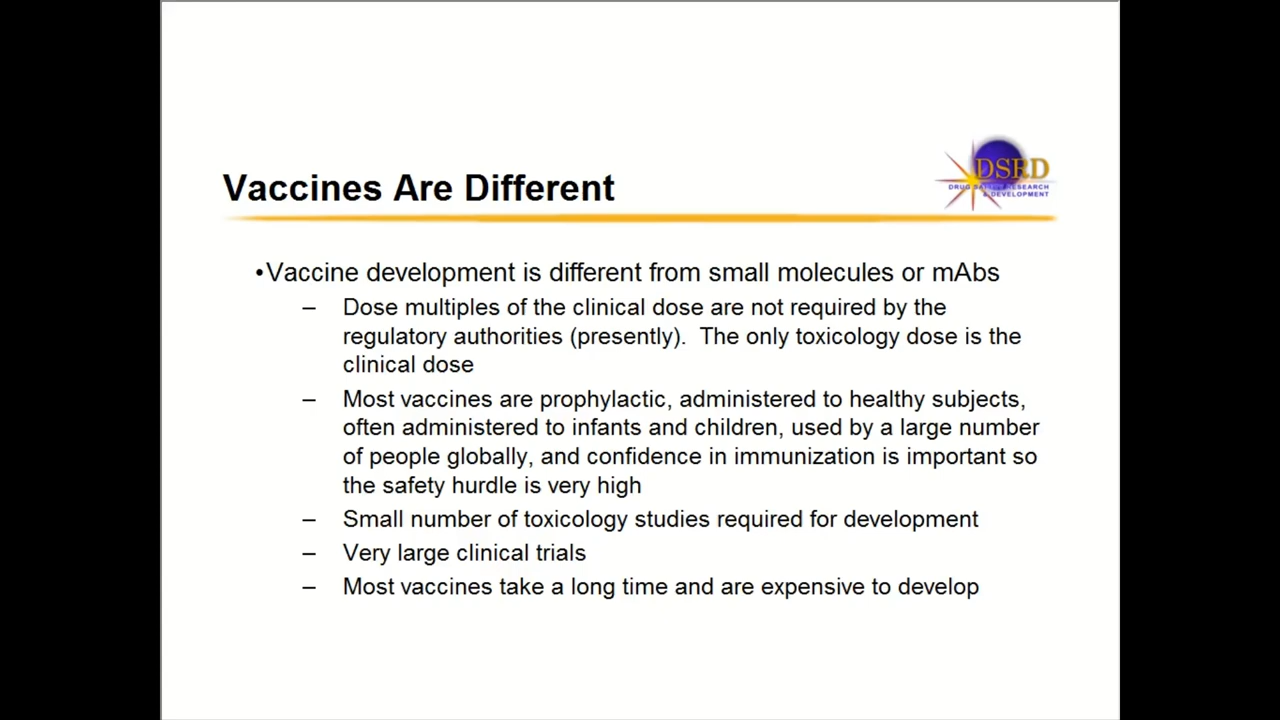 DSRD
DRUG SAFETY RESEARCH
& DEVELOPMENT
Vaccines Are Different
•Vaccine development is different from small molecules or mAbs
– Dose multiples of the clinical dose are not required by the
regulatory authorities (presently).  The only toxicology dose is the
clinical dose
– Most vaccines are prophylactic, administered to healthy subjects,
often administered to infants and children, used by a large number
of people globally, and confidence in immunization is important so
the safety hurdle is very high
– Small number of toxicology studies required for development
– Very large clinical trials
– Most vaccines take a long time and are expensive to develop